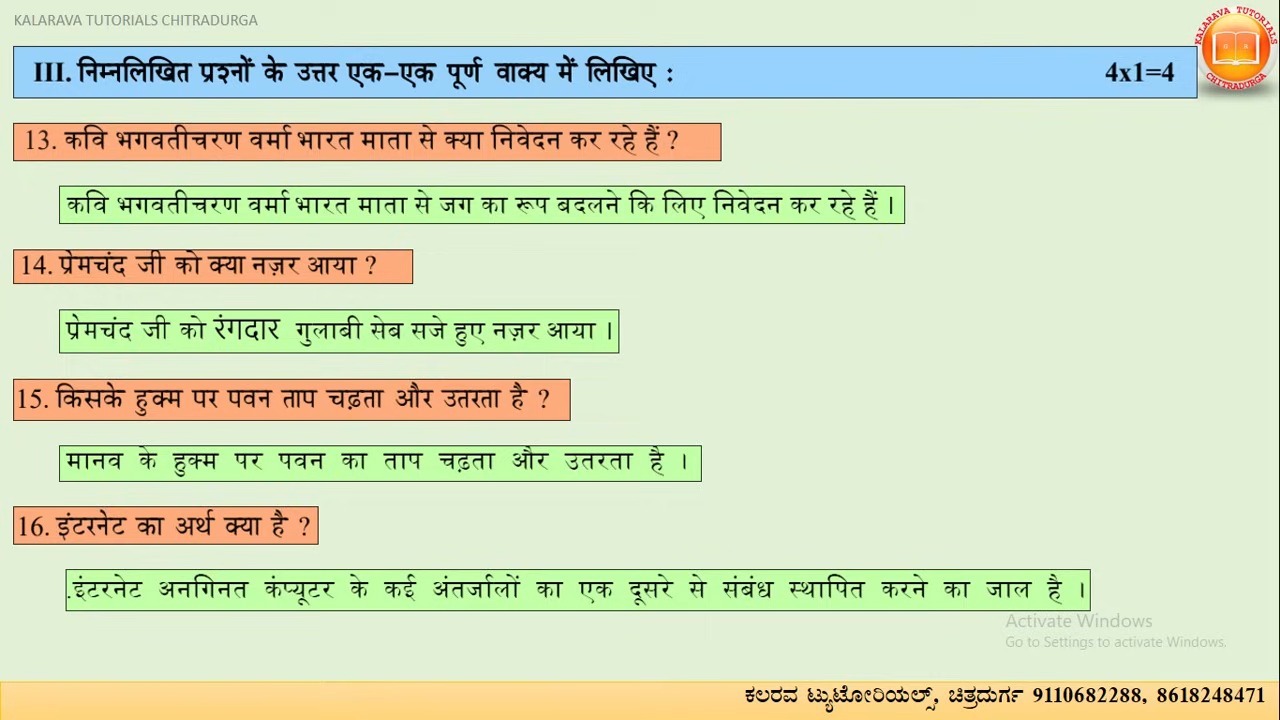 KALARAVA TUTORIALS CHITRADURGA
KALARAVA TUTORIALS
CHITRADURGA
III. निम्नलिखित प्रश्नों के उत्तर एक-एक पूर्ण वाक्य में लिखिए : 4x1=4
13. कवि भगवतीचरण वर्मा भारत माता से क्या निवेदन कर रहे हैं ?
कवि भगवतीचरण वर्मा भारत माता से जग का रूप बदलने कि लिए निवेदन कर रहे हैं ।
14. प्रेमचंद जी को क्या नज़र आया ?
प्रेमचंद जी को रंगदार गुलाबी सेब सजे हुए नज़र आया ।
15. किसके हुक्म पर पवन ताप चढ़ता और उतरता है ?
मानव के हुक्म पर पवन का ताप चढ़ता और उतरता है ।
16. इंटरनेट का अर्थ क्या है ?
.इंटरनेट अनगिनत कंप्यूटर के कई अंतर्जालों का एक दूसरे से संबंध स्थापित करने का जाल है ।
Activate Windows
Go to Settings to activate Windows.
ಕಲರವ ಟ್ಯುಟೋರಿಯಲ್ಸ್, ಚಿತ್ರದುರ್ಗ 9110682288, 8618248471